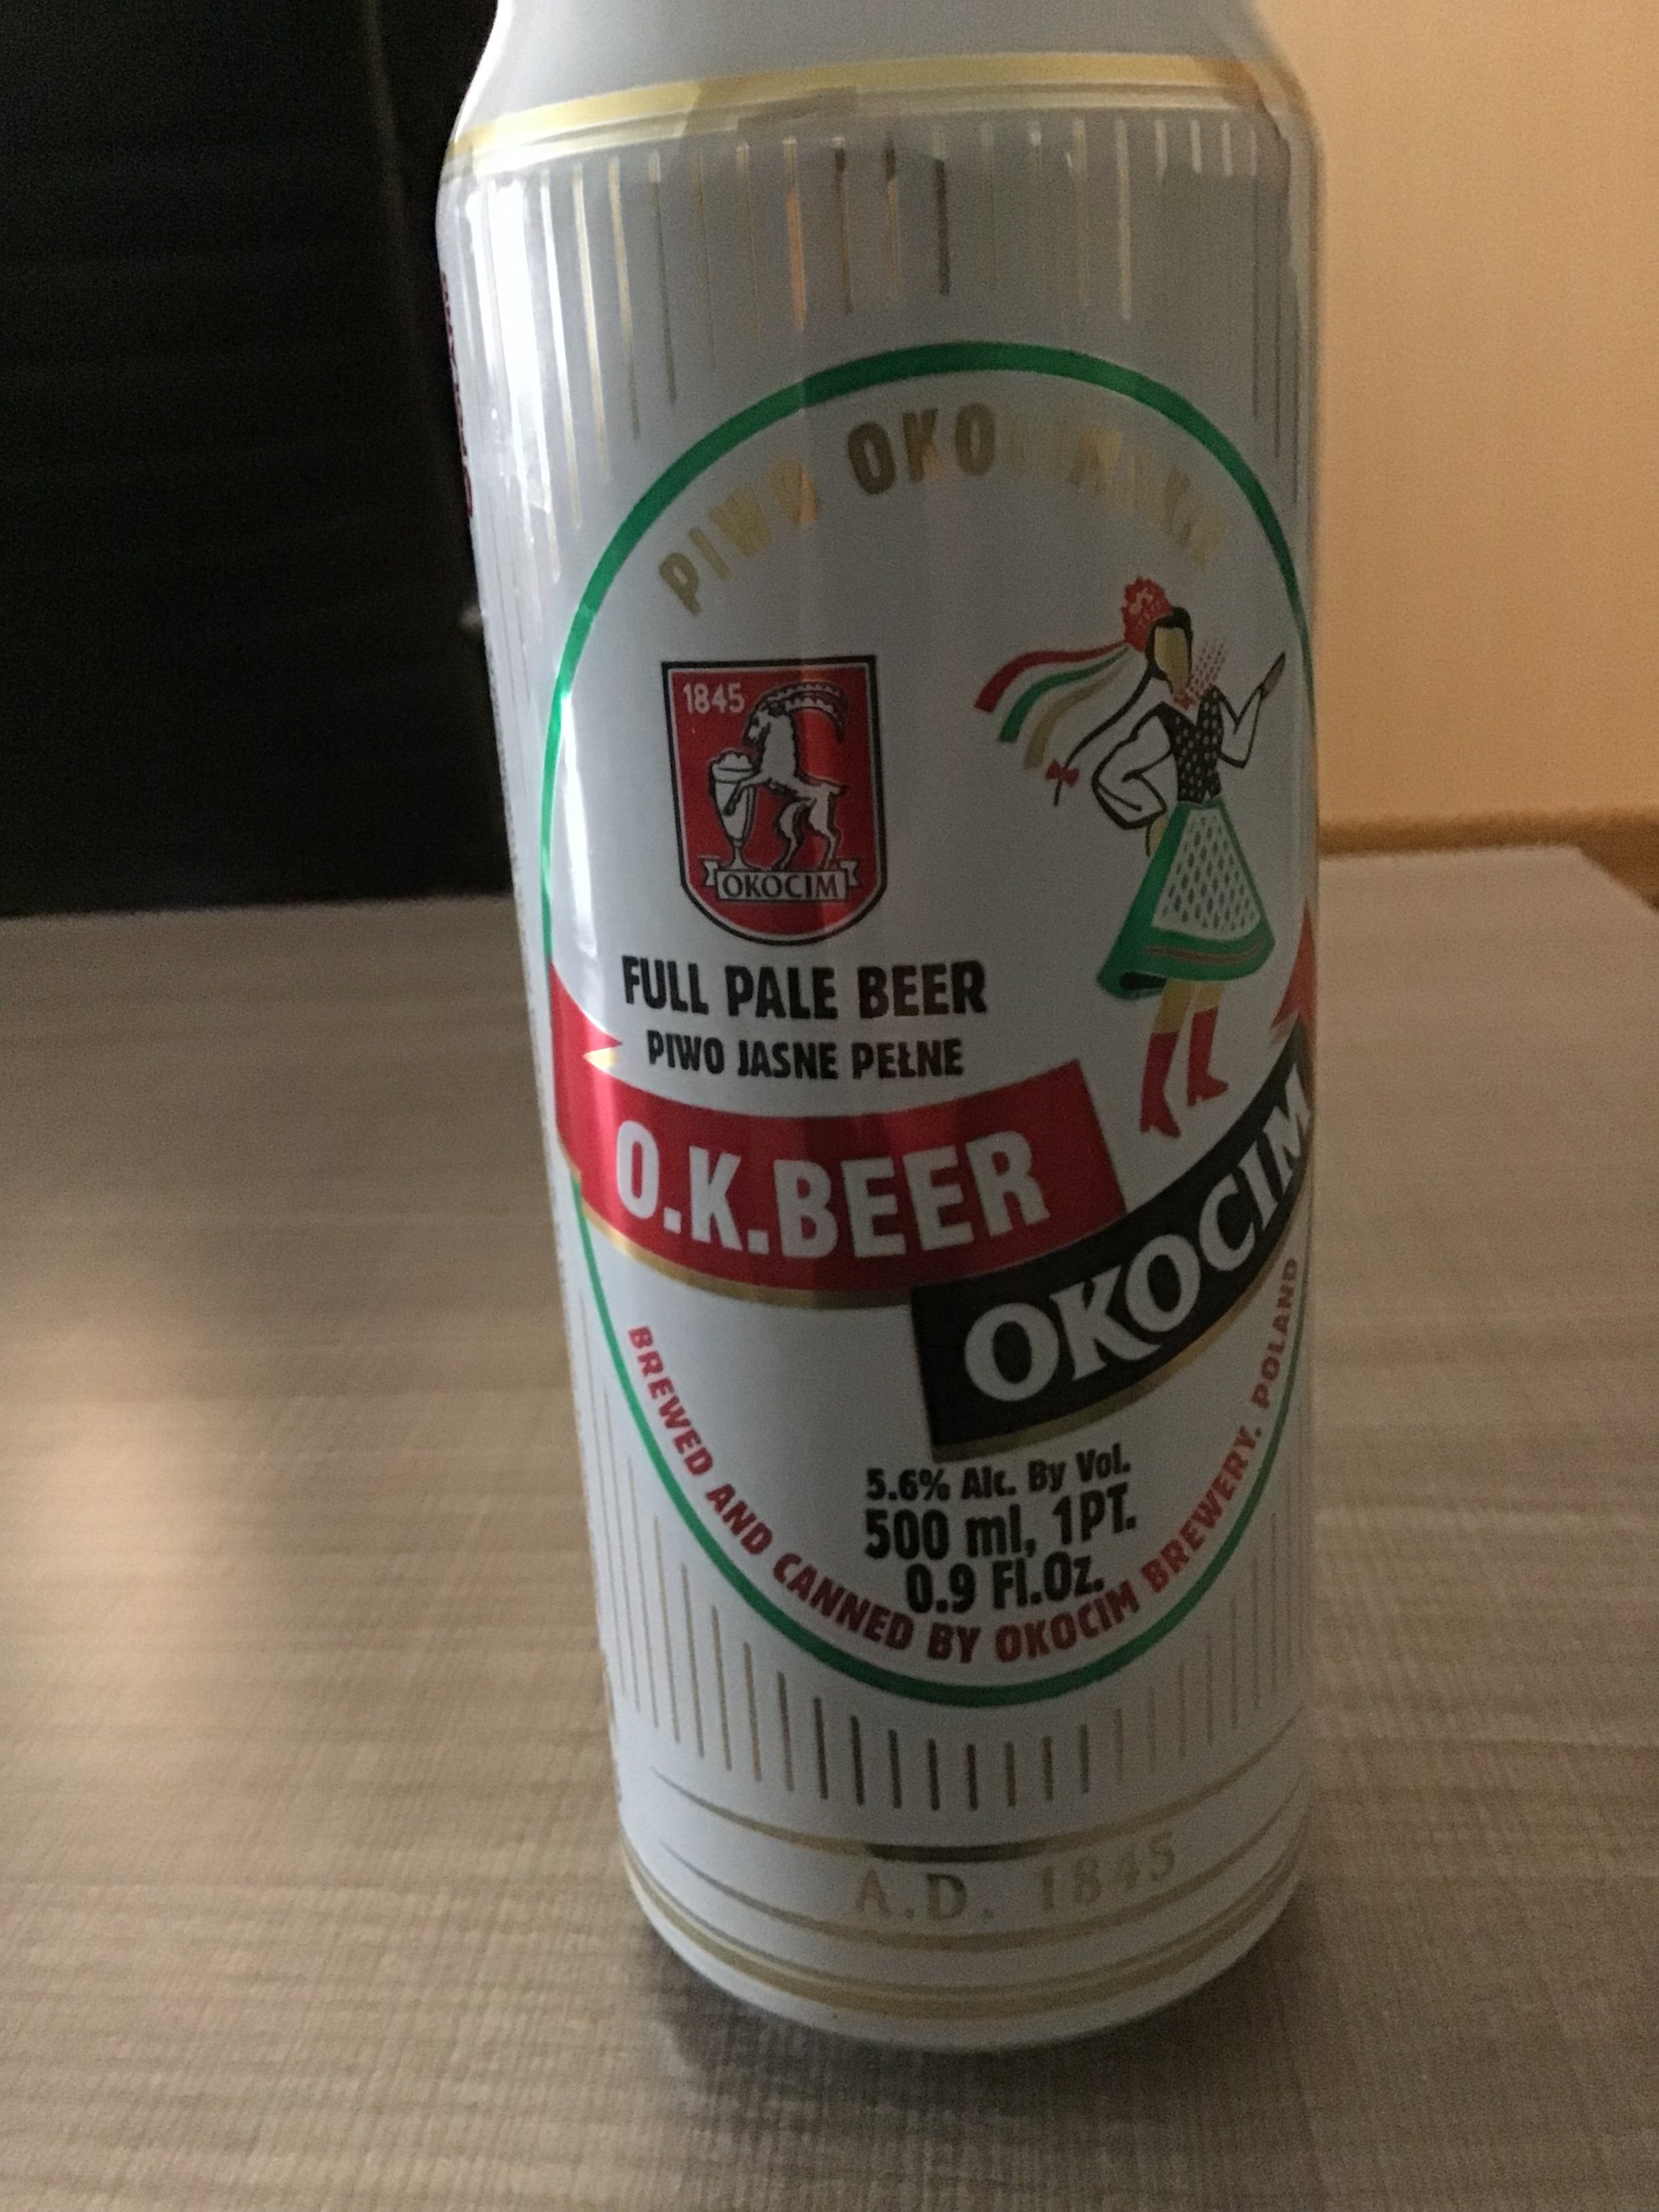 PIWO OKOCIMSKIE
1845
OKOCIM
FULL PALE BEER
PIWO JASNE PEŁNE
O.K.BEER
OKOCIM
5.6% Alc. By Vol.
500 ml, 1PT.
0.9 Fl.Oz.
BREWED AND CANNED BY OKOCIM BREWERY. POLAND
A.D. 1845